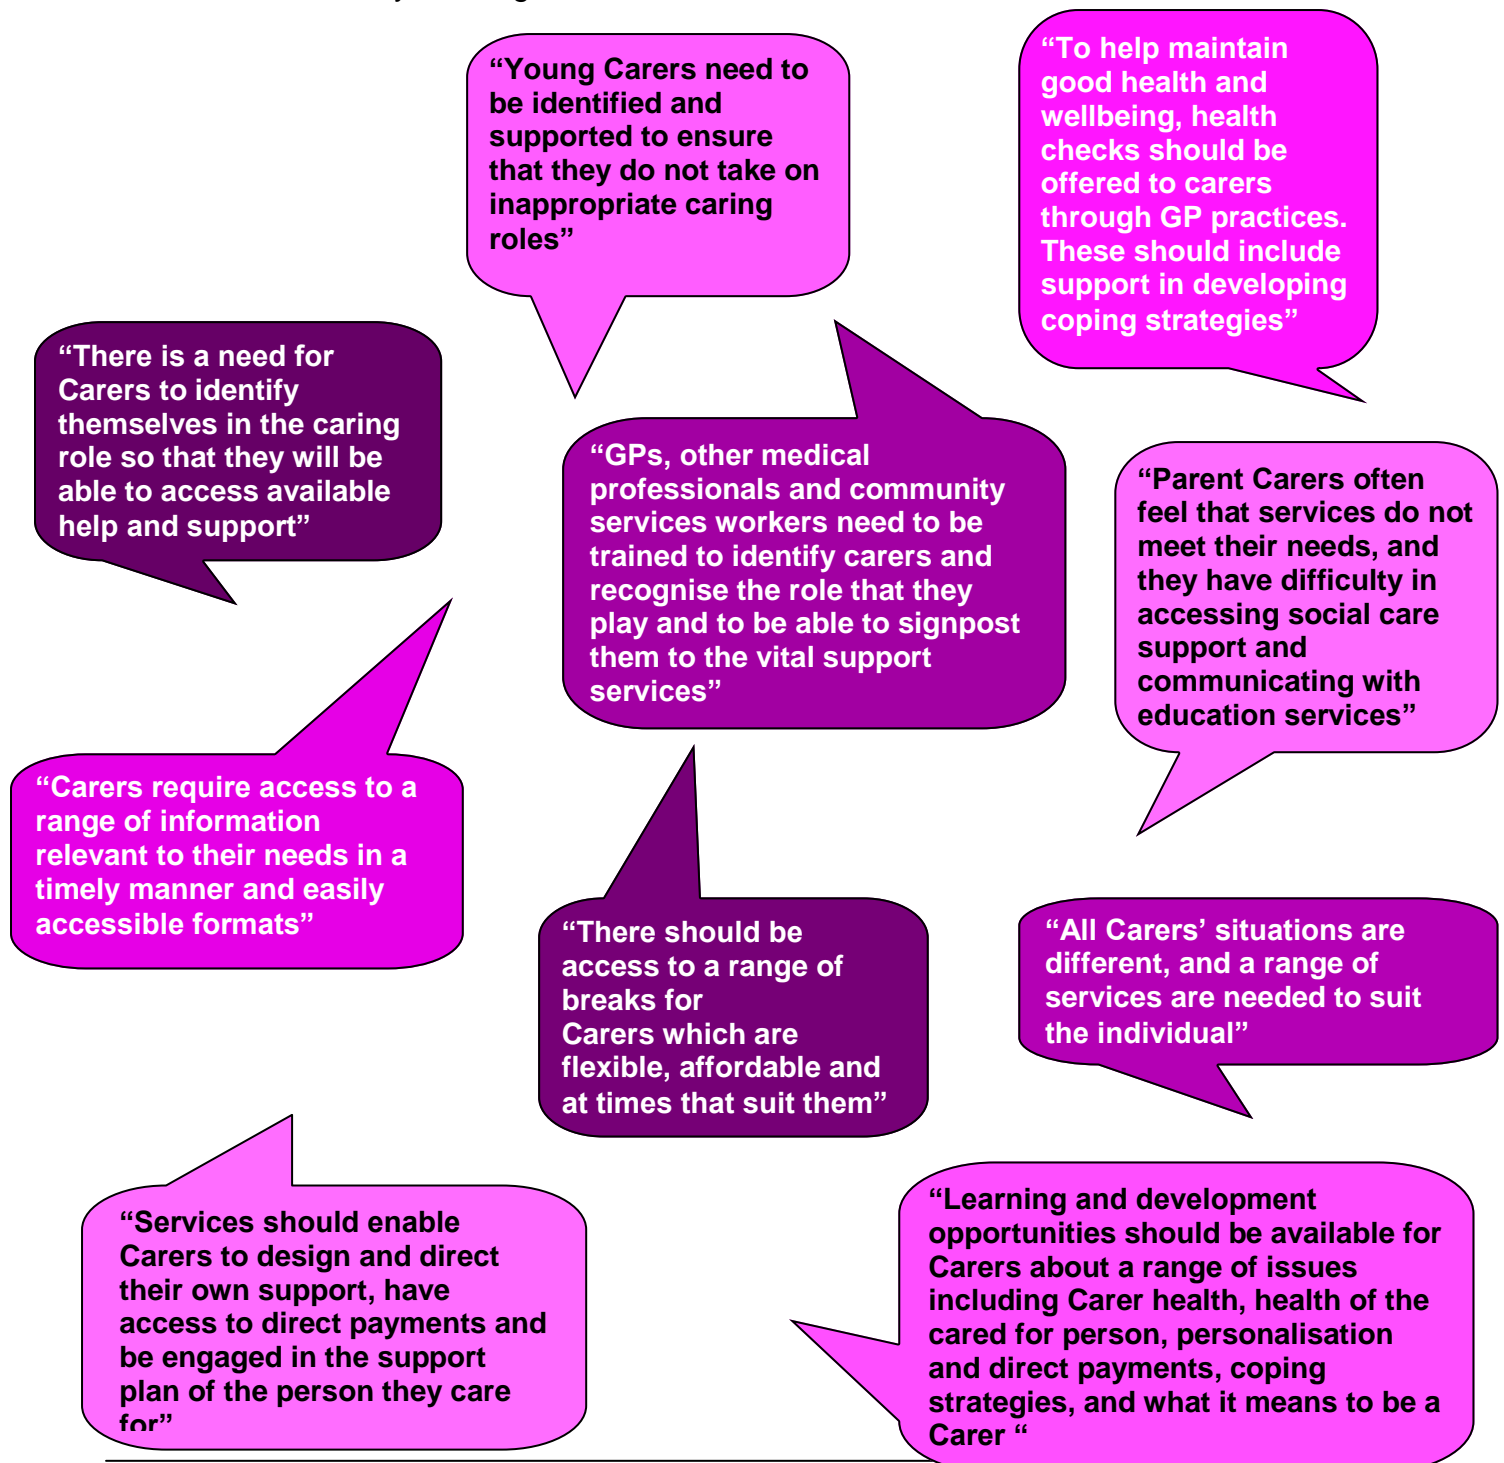 “Young Carers need to
be identified and
supported to ensure
that they do not take on
inappropriate caring
roles”
“To help maintain
good health and
wellbeing, health
checks should be
offered to carers
through GP practices.
These should include
support in developing
coping strategies”
“There is a need for
Carers to identify
themselves in the caring
role so that they will be
able to access available
help and support”
“GPs, other medical
professionals and community
services workers need to be
trained to identify carers and
recognise the role that they
play and to be able to signpost
them to the vital support
services”
“Parent Carers often
feel that services do not
meet their needs, and
they have difficulty in
accessing social care
support and
communicating with
education services”
“Carers require access to a
range of information
relevant to their needs in a
timely manner and easily
accessible formats”
“There should be
access to a range of
breaks for
Carers which are
flexible, affordable and
at times that suit them”
“All Carers’ situations are
different, and a range of
services are needed to suit
the individual”
“Services should enable
Carers to design and direct
their own support, have
access to direct payments and
be engaged in the support
plan of the person they care
for”
“Learning and development
opportunities should be available for
Carers about a range of issues
including Carer health, health of the
cared for person, personalisation
and direct payments, coping
strategies, and what it means to be a
Carer “